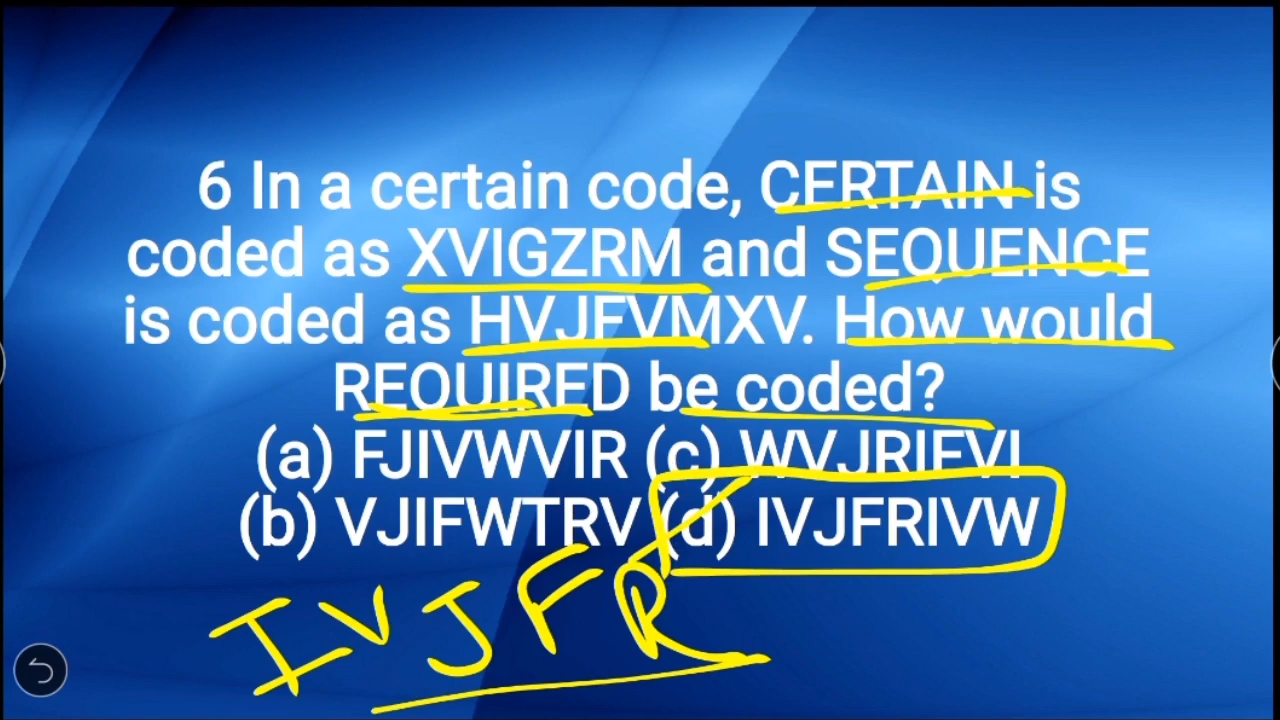 6 In a certain code, CERTAIN is
coded as XVIGZRM and SEQUENCE
is coded as HVJFVMXV. How would
REQUIRED be coded?
(a) FJIVWVIR (c) WVJRIFVI
(b) VJIFWTRV (d) IVJFRIVW
IVJFR